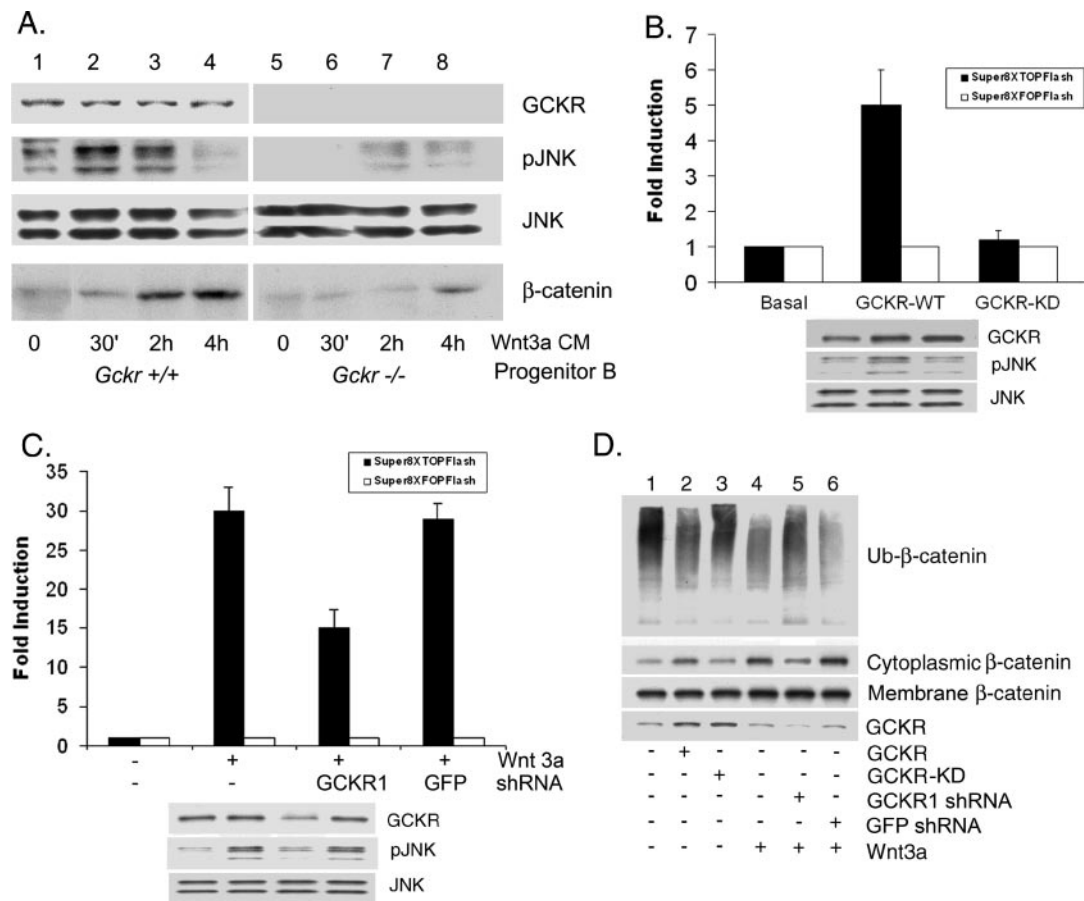 A.
1 2 3 4 5 6 7 8
GCKR
pJNK
JNK
β-catenin
0 30' 2h 4h 0 30' 2h 4h Wnt3a CM
Gckr +/+ Gckr -/- Progenitor B
B.
7
6
5
4
3
2
1
0
Fold Induction
Super8XTOPFlash
Super8XFOPFlash
Basal GCKR-WT GCKR-KD
GCKR
pJNK
JNK
C.
35
30
25
20
15
10
5
0
Fold Induction
Super8XTOPFlash
Super8XFOPFlash
- + + + Wnt 3a
- - GCKR1 GFP shRNA
GCKR
pJNK
JNK
D.
1 2 3 4 5 6
Ub-β-catenin
Cytoplasmic β-catenin
Membrane β-catenin
GCKR
- + - - - - GCKR
- - + - - - GCKR-KD
- - - - + - GCKR1 shRNA
- - - - - + GFP shRNA
- - - + + + Wnt3a